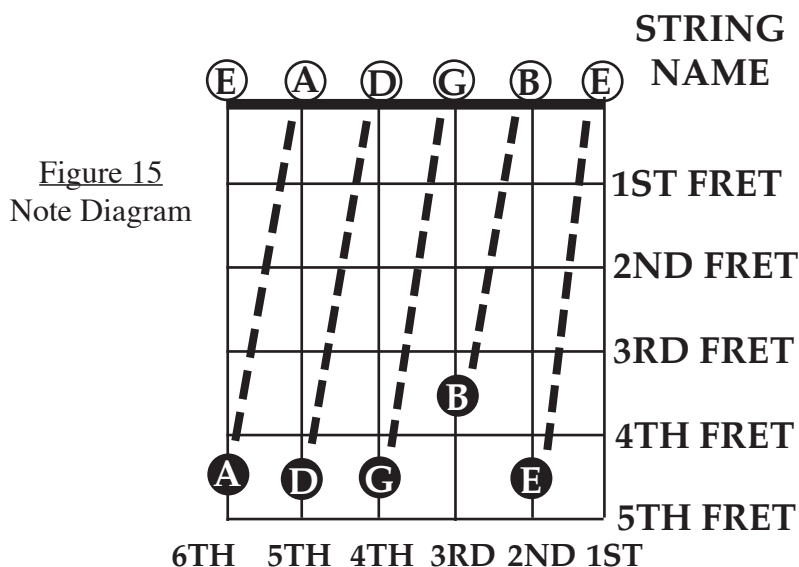 STRING
NAME
E A D G B E
Figure 15
Note Diagram
1ST FRET
2ND FRET
3RD FRET
B
4TH FRET
A D G E
5TH FRET
6TH 5TH 4TH 3RD 2ND 1ST